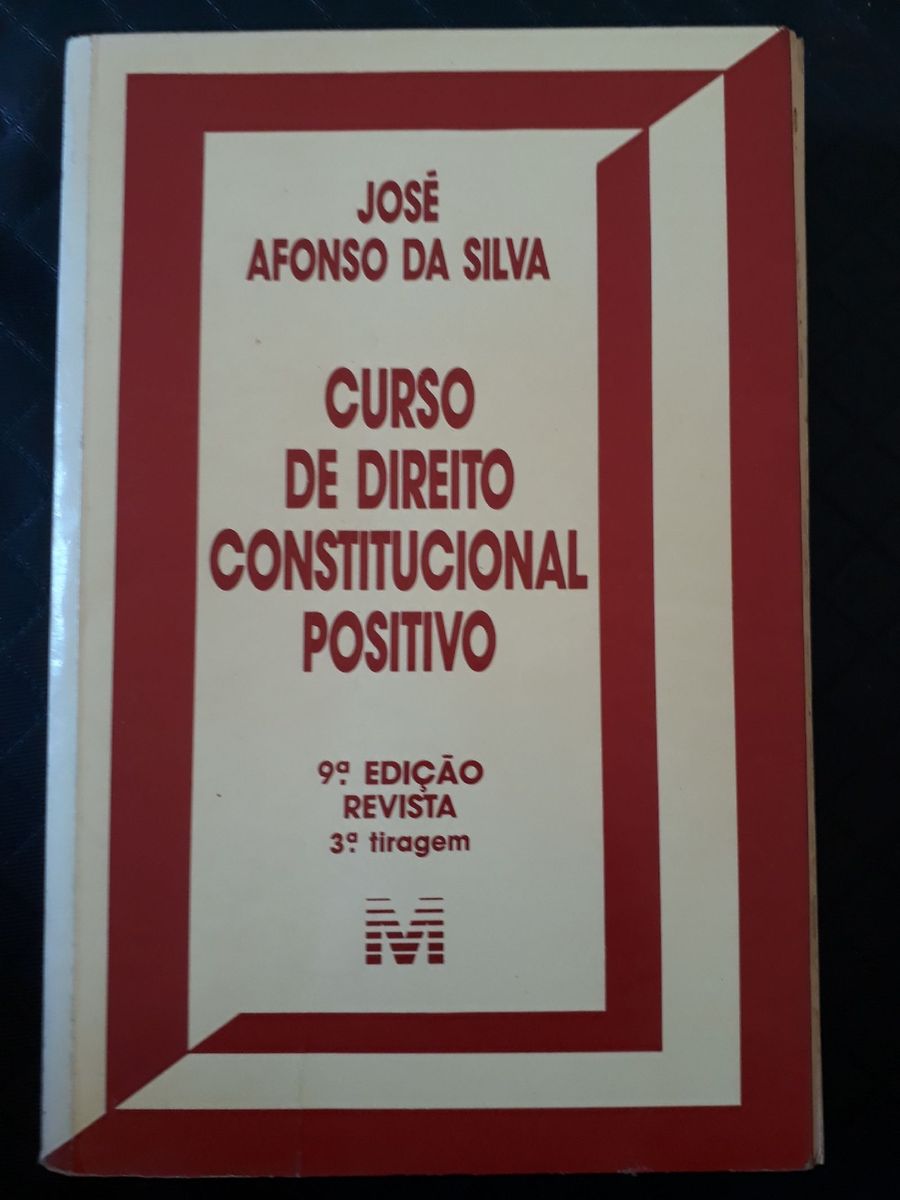 JOSÉ
AFONSO DA SILVA
CURSO
DE DIREITO
CONSTITUCIONAL
POSITIVO
9ª EDIÇÃO
REVISTA
3ª tiragem
M